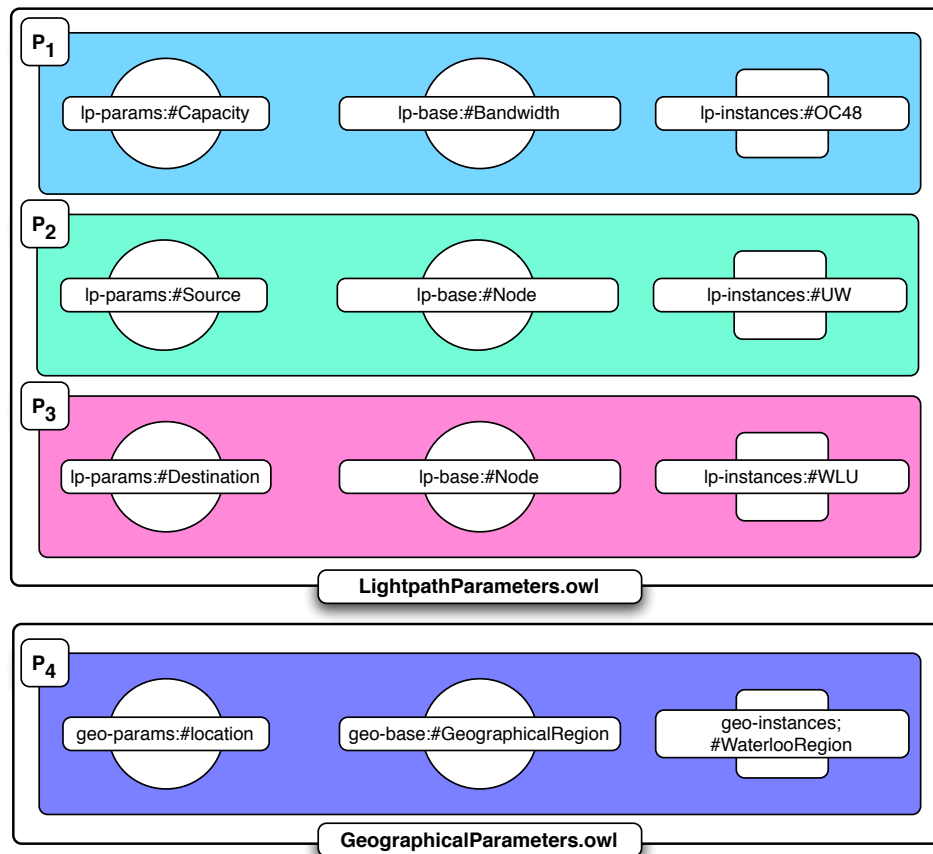 P1
lp-params:#Capacity
lp-base:#Bandwidth
lp-instances:#OC48
P2
lp-params:#Source
lp-base:#Node
lp-instances:#UW
P3
lp-params:#Destination
lp-base:#Node
lp-instances:#WLU
LightpathParameters.owl
P4
geo-params:#location
geo-base:#GeographicalRegion
geo-instances;
#WaterlooRegion
GeographicalParameters.owl